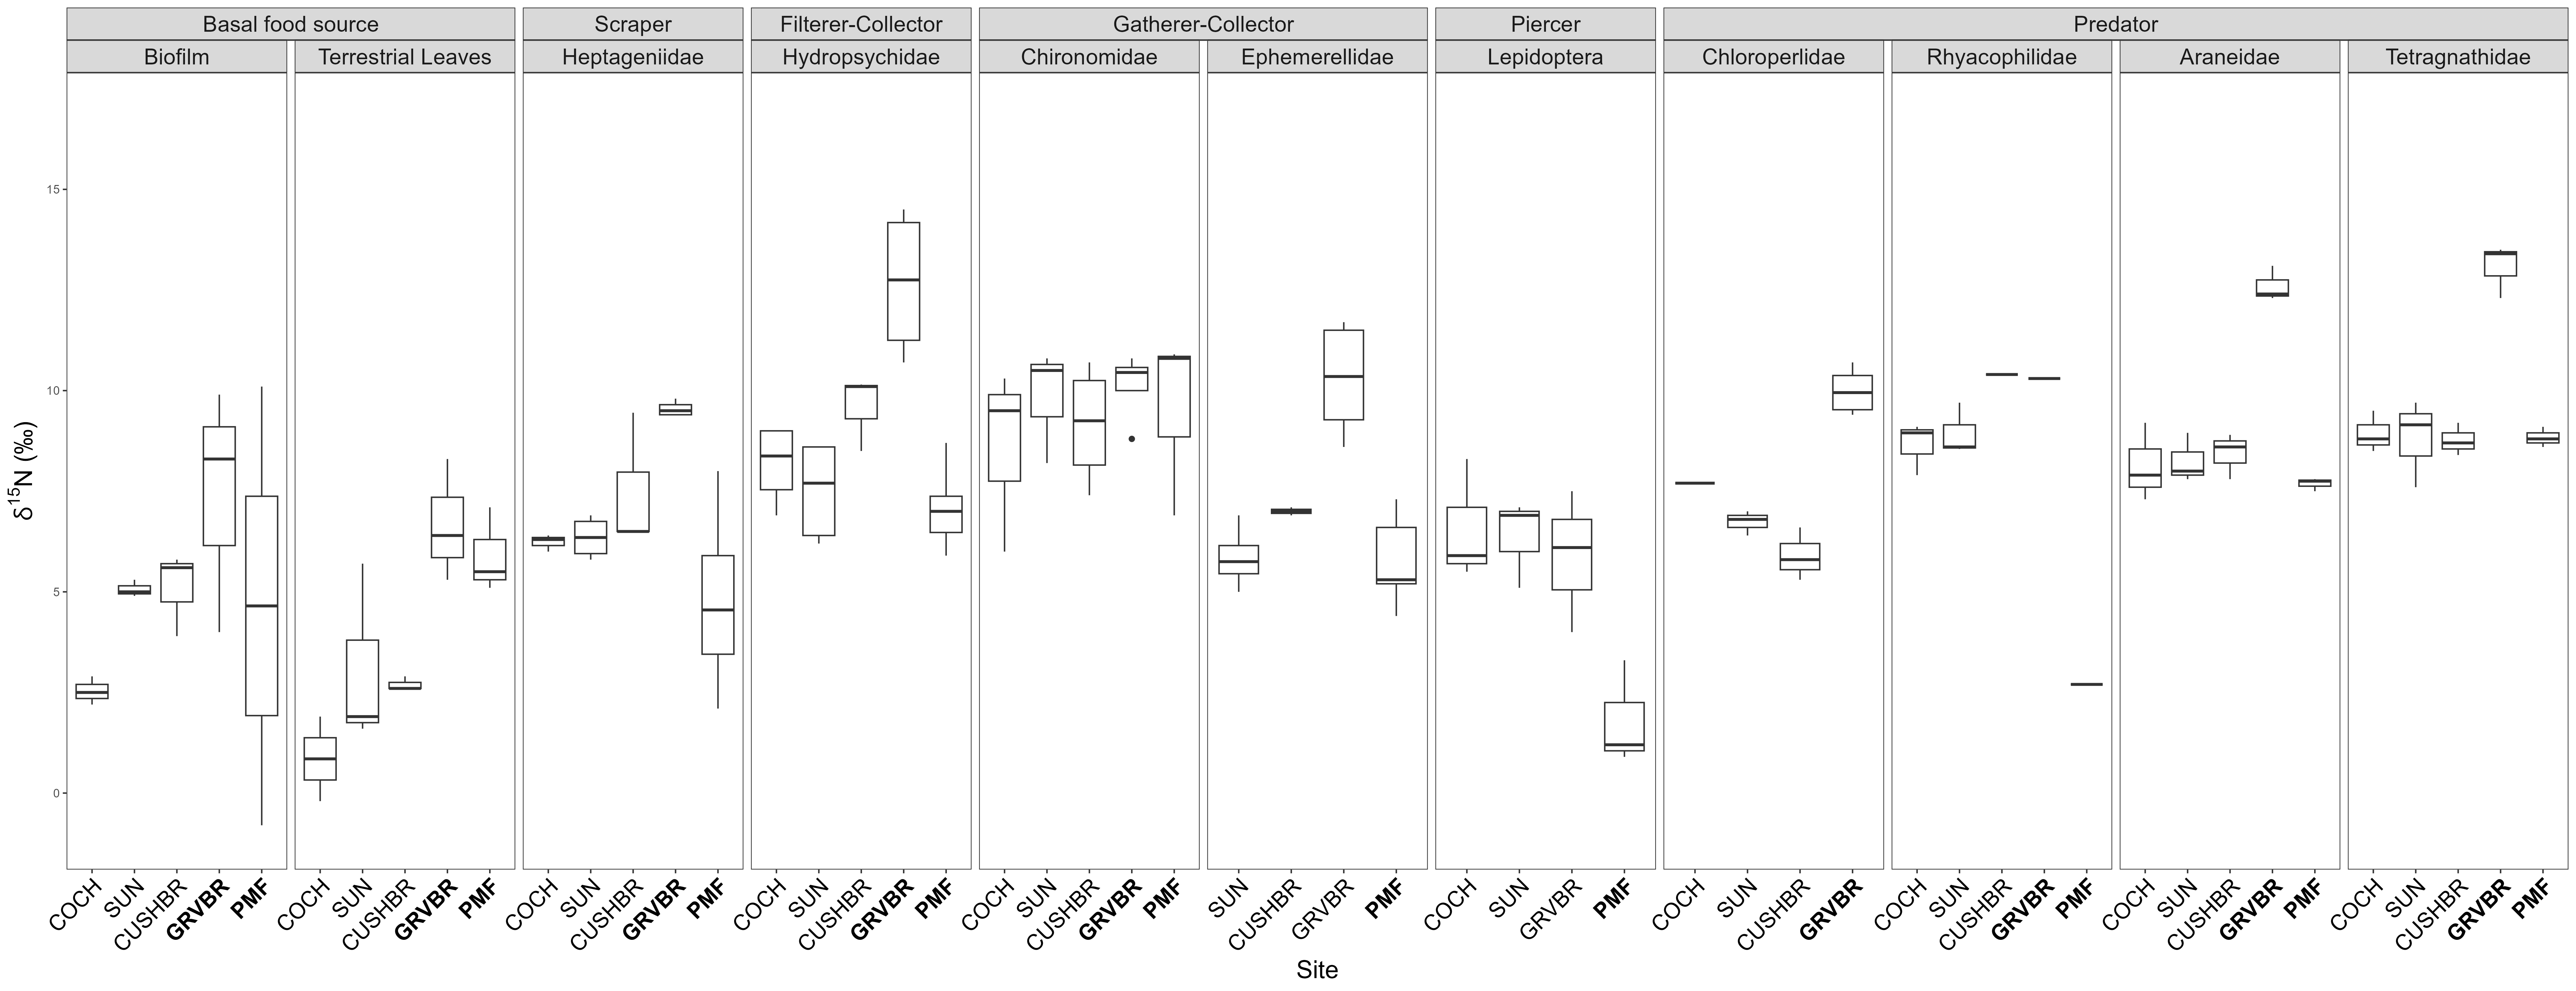 Basal food source Scraper Filterer-Collector Gatherer-Collector Piercer Predator
Biofilm Terrestrial Leaves Heptageniidae Hydropsychidae Chironomidae Ephemerellidae Lepidoptera Chloroperlidae Rhyacophilidae Araneidae Tetragnathidae
15
10
5
0
δ15N (‰)
COCH SUN CUSHBR GRVBR PMF COCH SUN CUSHBR GRVBR PMF COCH SUN CUSHBR GRVBR PMF COCH SUN CUSHBR GRVBR PMF COCH SUN CUSHBR GRVBR PMF SUN CUSHBR GRVBR PMF COCH SUN GRVBR PMF COCH SUN CUSHBR GRVBR COCH SUN CUSHBR GRVBR PMF COCH SUN CUSHBR GRVBR PMF COCH SUN CUSHBR GRVBR PMF
Site